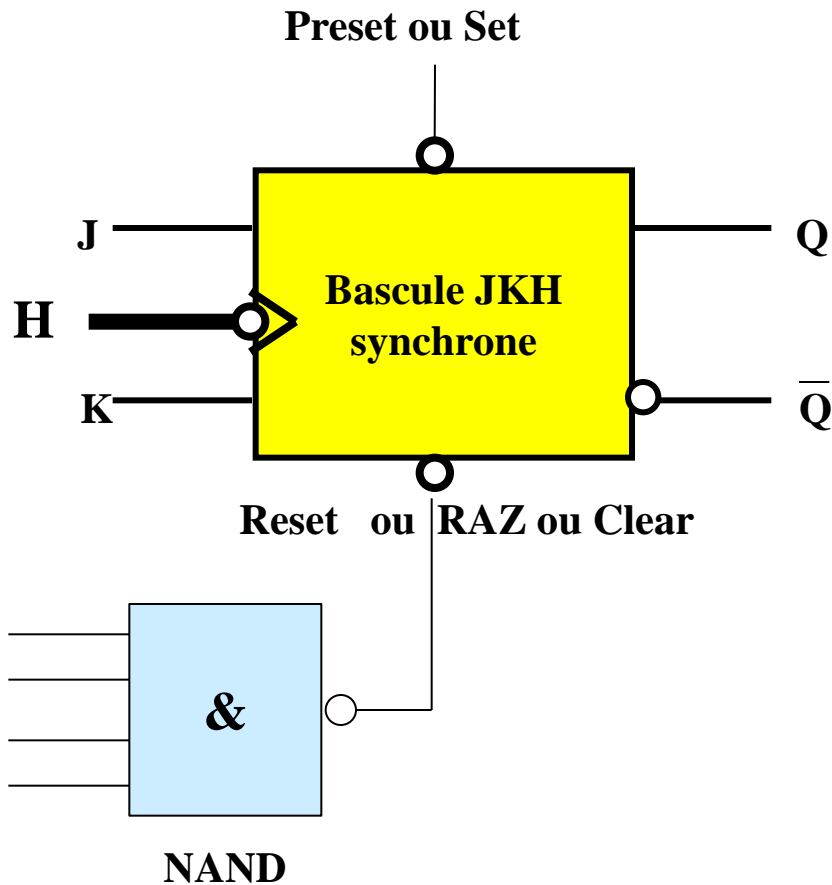 Preset ou Set
J
Q
Bascule JKH
H
synchrone
K
Q̅
Reset ou RAZ ou Clear
&
NAND